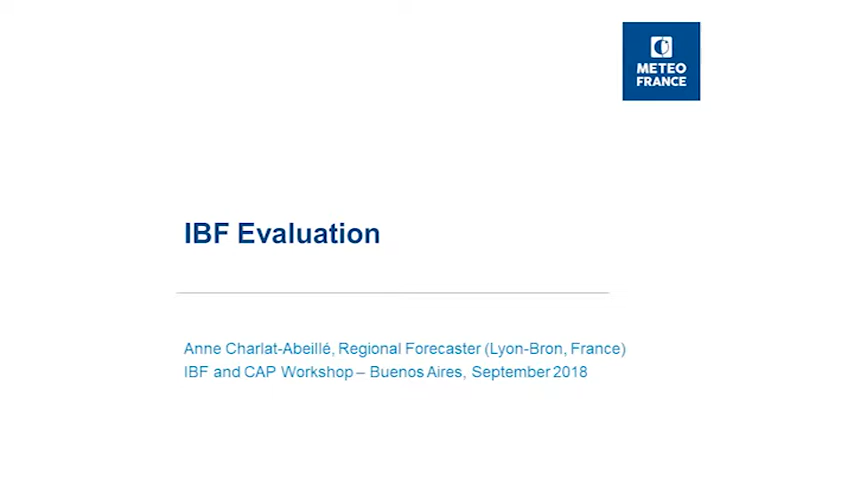 METEO
FRANCE
IBF Evaluation
Anne Charlat-Abeillé, Regional Forecaster (Lyon-Bron, France)
IBF and CAP Workshop – Buenos Aires, September 2018